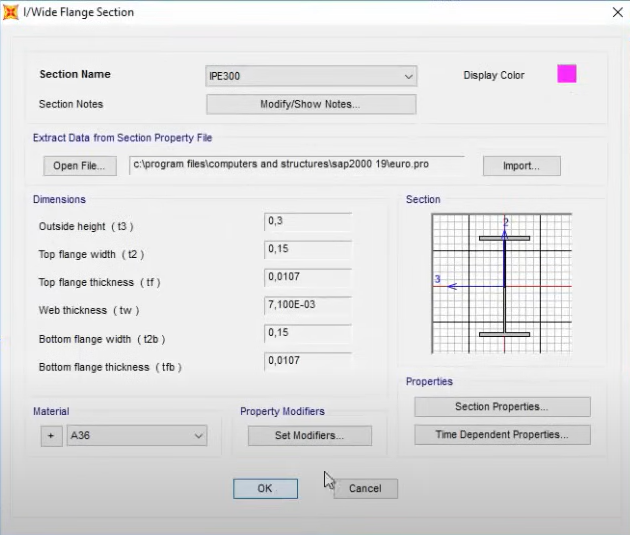 I/Wide Flange Section
Section Name IPE300 Display Color
Section Notes Modify/Show Notes...
Extract Data from Section Property File
Open File... c:\program files\computers and structures\sap2000 19\euro.pro Import...
Dimensions
Outside height ( t3 ) 0,3
Top flange width ( t2 ) 0,15
Top flange thickness ( tf ) 0,0107
Web thickness ( tw ) 7,100E-03
Bottom flange width ( t2b ) 0,15
Bottom flange thickness ( tfb ) 0,0107
Section
2
3
Properties
Section Properties...
Time Dependent Properties...
Material
+ A36
Property Modifiers
Set Modifiers...
OK Cancel